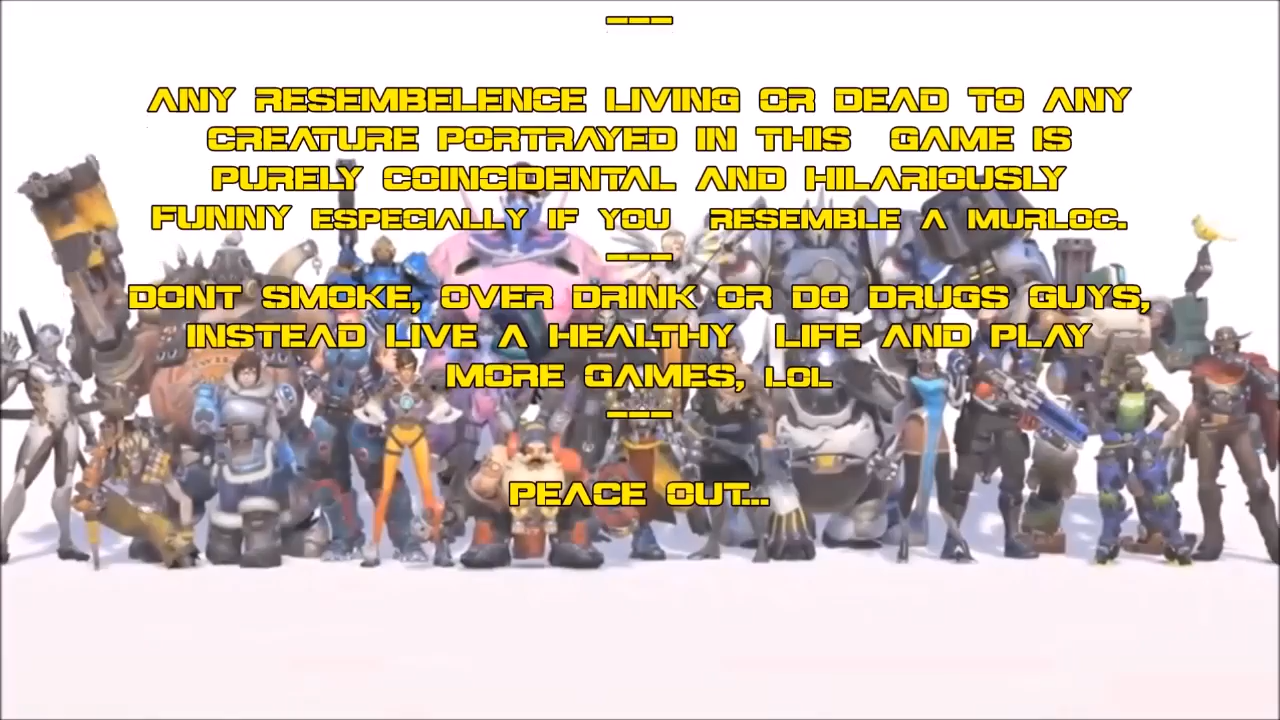 ---
ANY RESEMBELENCE LIVING OR DEAD TO ANY
CREATURE PORTRAYED IN THIS GAME IS
PURELY COINCIDENTAL AND HILARIOUSLY
FUNNY ESPECIALLY IF YOU RESEMBLE A MURLOC.
---
DONT SMOKE, OVER DRINK OR DO DRUGS GUYS,
INSTEAD LIVE A HEALTHY LIFE AND PLAY
MORE GAMES, LOL
---
PEACE OUT...